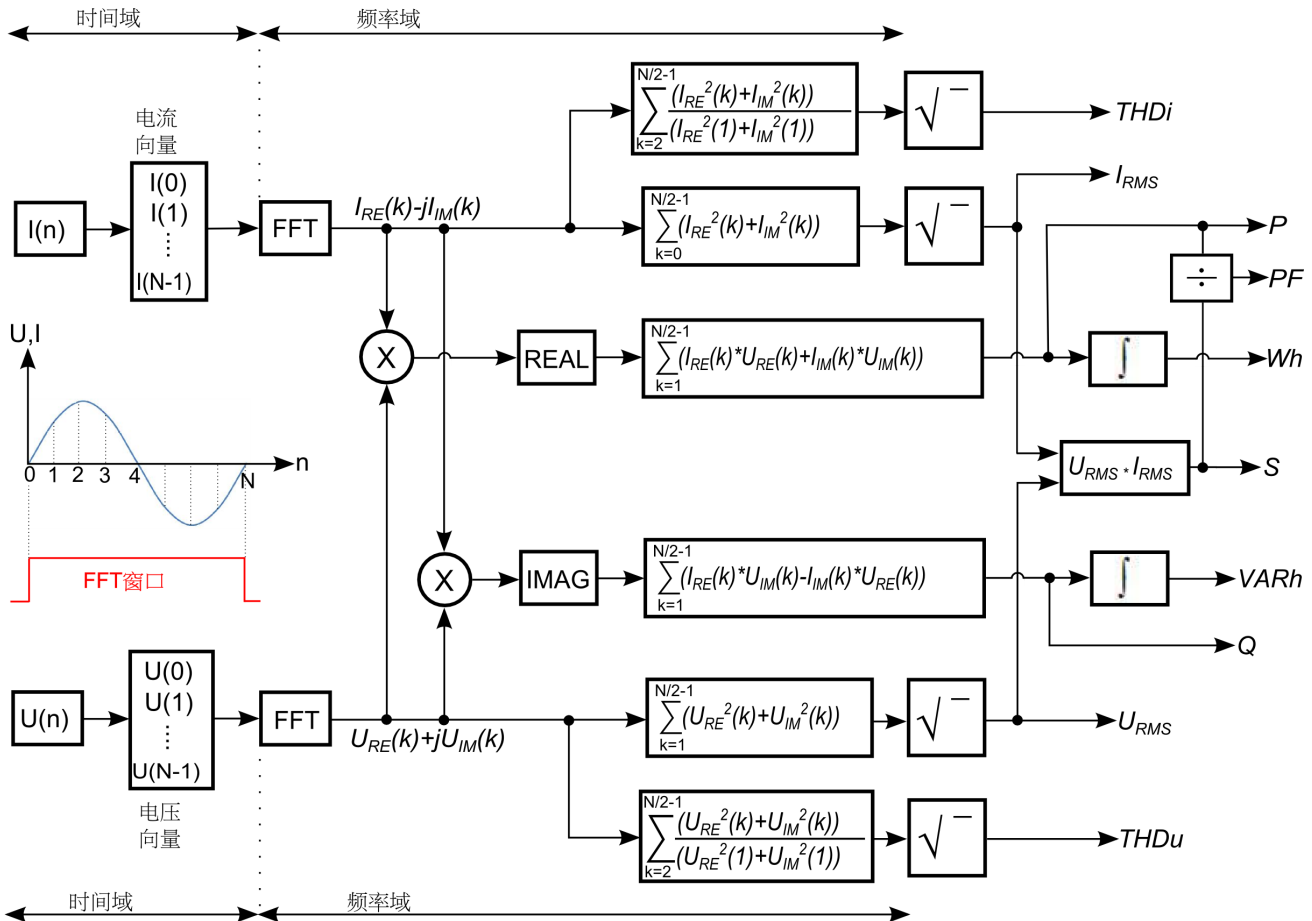 时间域
频率域
N/2-1
∑(I_RE²(k)+I_IM²(k))
(I_RE²(1)+I_IM²(1))
k=2
√‾
THDi
电流
向量
I(0)
I(1)
⋮
I(N-1)
I(n)
FFT
I_RE(k)-jI_IM(k)
N/2-1
∑(I_RE²(k)+I_IM²(k))
k=0
√‾
I_RMS
P
÷
PF
U,I
X
REAL
N/2-1
∑(I_RE(k)*U_RE(k)+I_IM(k)*U_IM(k))
k=1
∫
Wh
0 1 2 3 4 N
n
U_RMS * I_RMS
S
FFT窗口
X
IMAG
N/2-1
∑(I_RE(k)*U_IM(k)-I_IM(k)*U_RE(k))
k=1
∫
VARh
Q
U(n)
U(0)
U(1)
⋮
U(N-1)
电压
向量
FFT
U_RE(k)+jU_IM(k)
N/2-1
∑(U_RE²(k)+U_IM²(k))
k=1
√‾
U_RMS
N/2-1
∑(U_RE²(k)+U_IM²(k))
(U_RE²(1)+U_IM²(1))
k=2
√‾
THDu
时间域
频率域